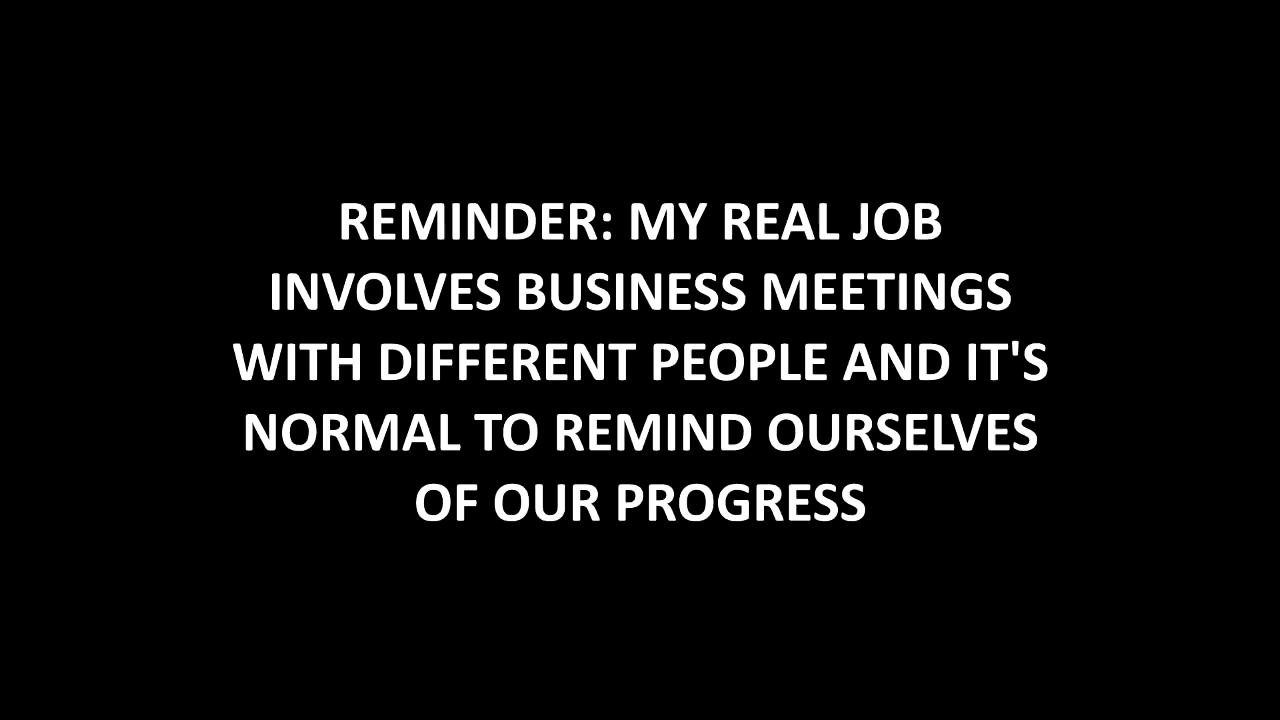 REMINDER: MY REAL JOB
INVOLVES BUSINESS MEETINGS
WITH DIFFERENT PEOPLE AND IT'S
NORMAL TO REMIND OURSELVES
OF OUR PROGRESS